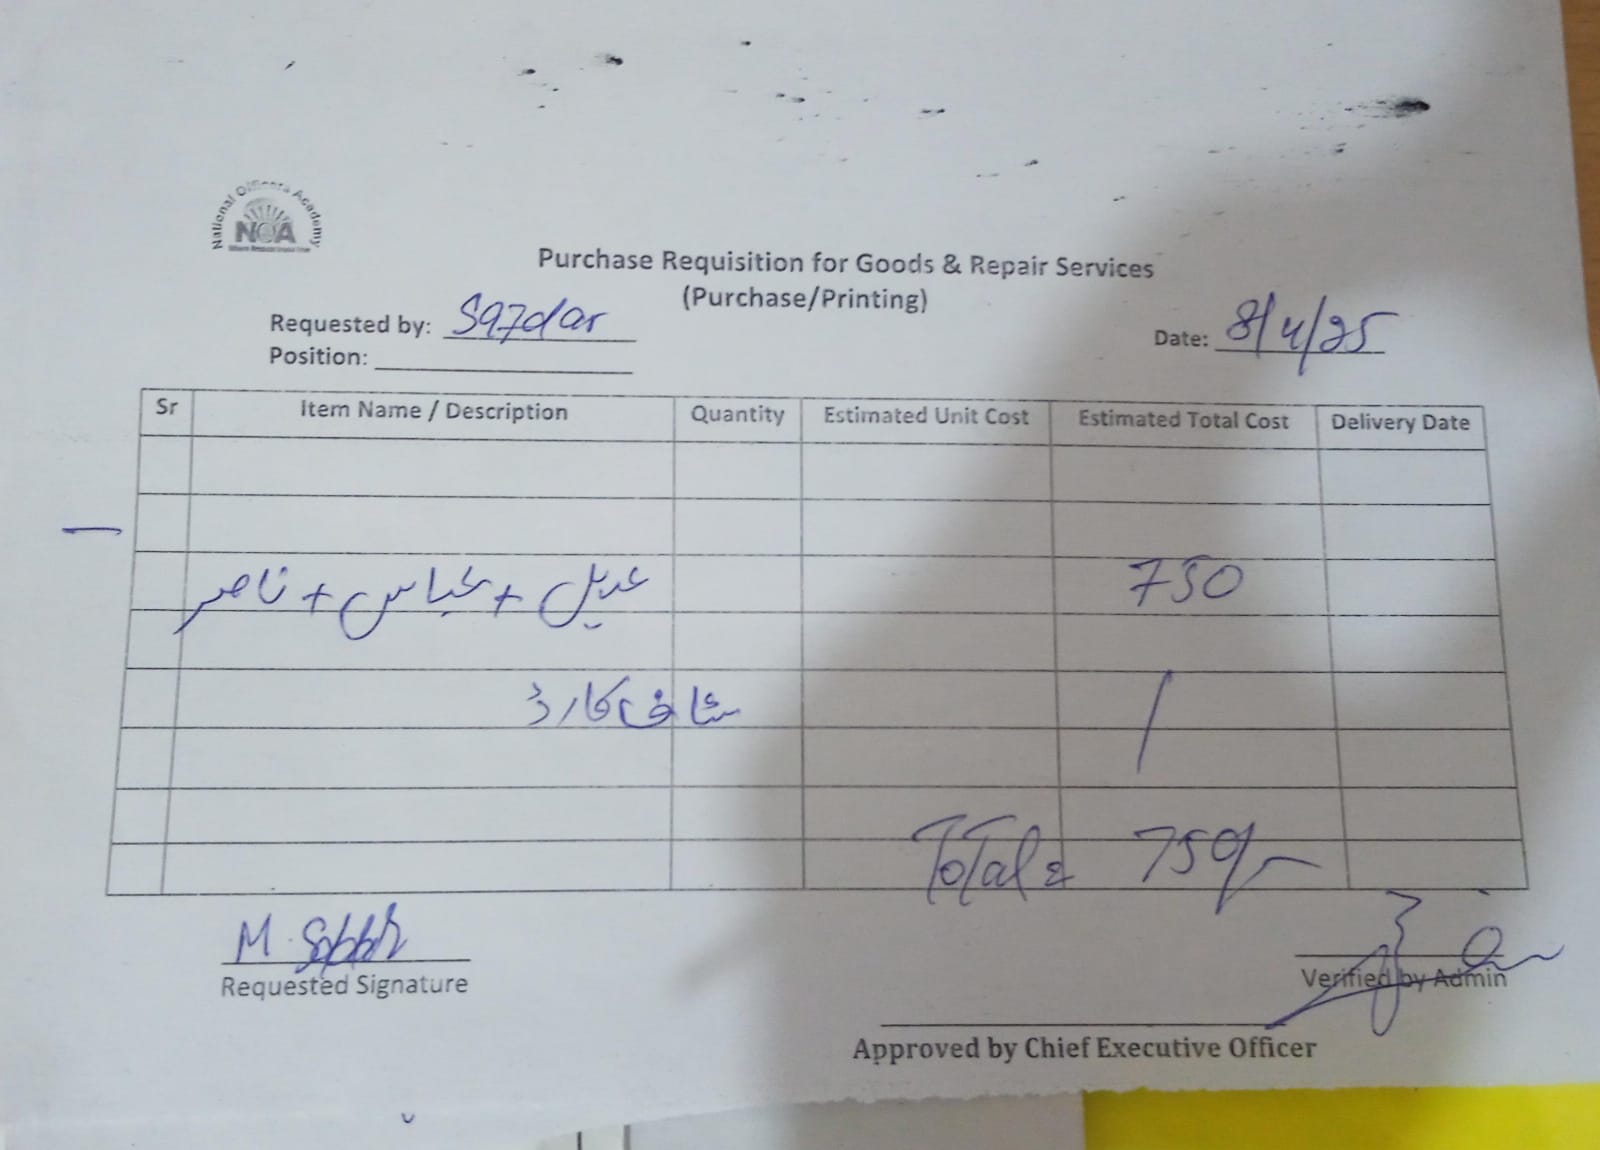 National Officers Academy
NOA
Purchase Requisition for Goods & Repair Services
(Purchase/Printing)
Requested by: Safdar
Date: 8/4/25
Position:
Sr Item Name / Description Quantity Estimated Unit Cost Estimated Total Cost Delivery Date
عدیل + عباس + ناصر 750
سٹاف کارڈ /
Total = 750/-
M. Safdar
Requested Signature
Verified by Admin
Approved by Chief Executive Officer